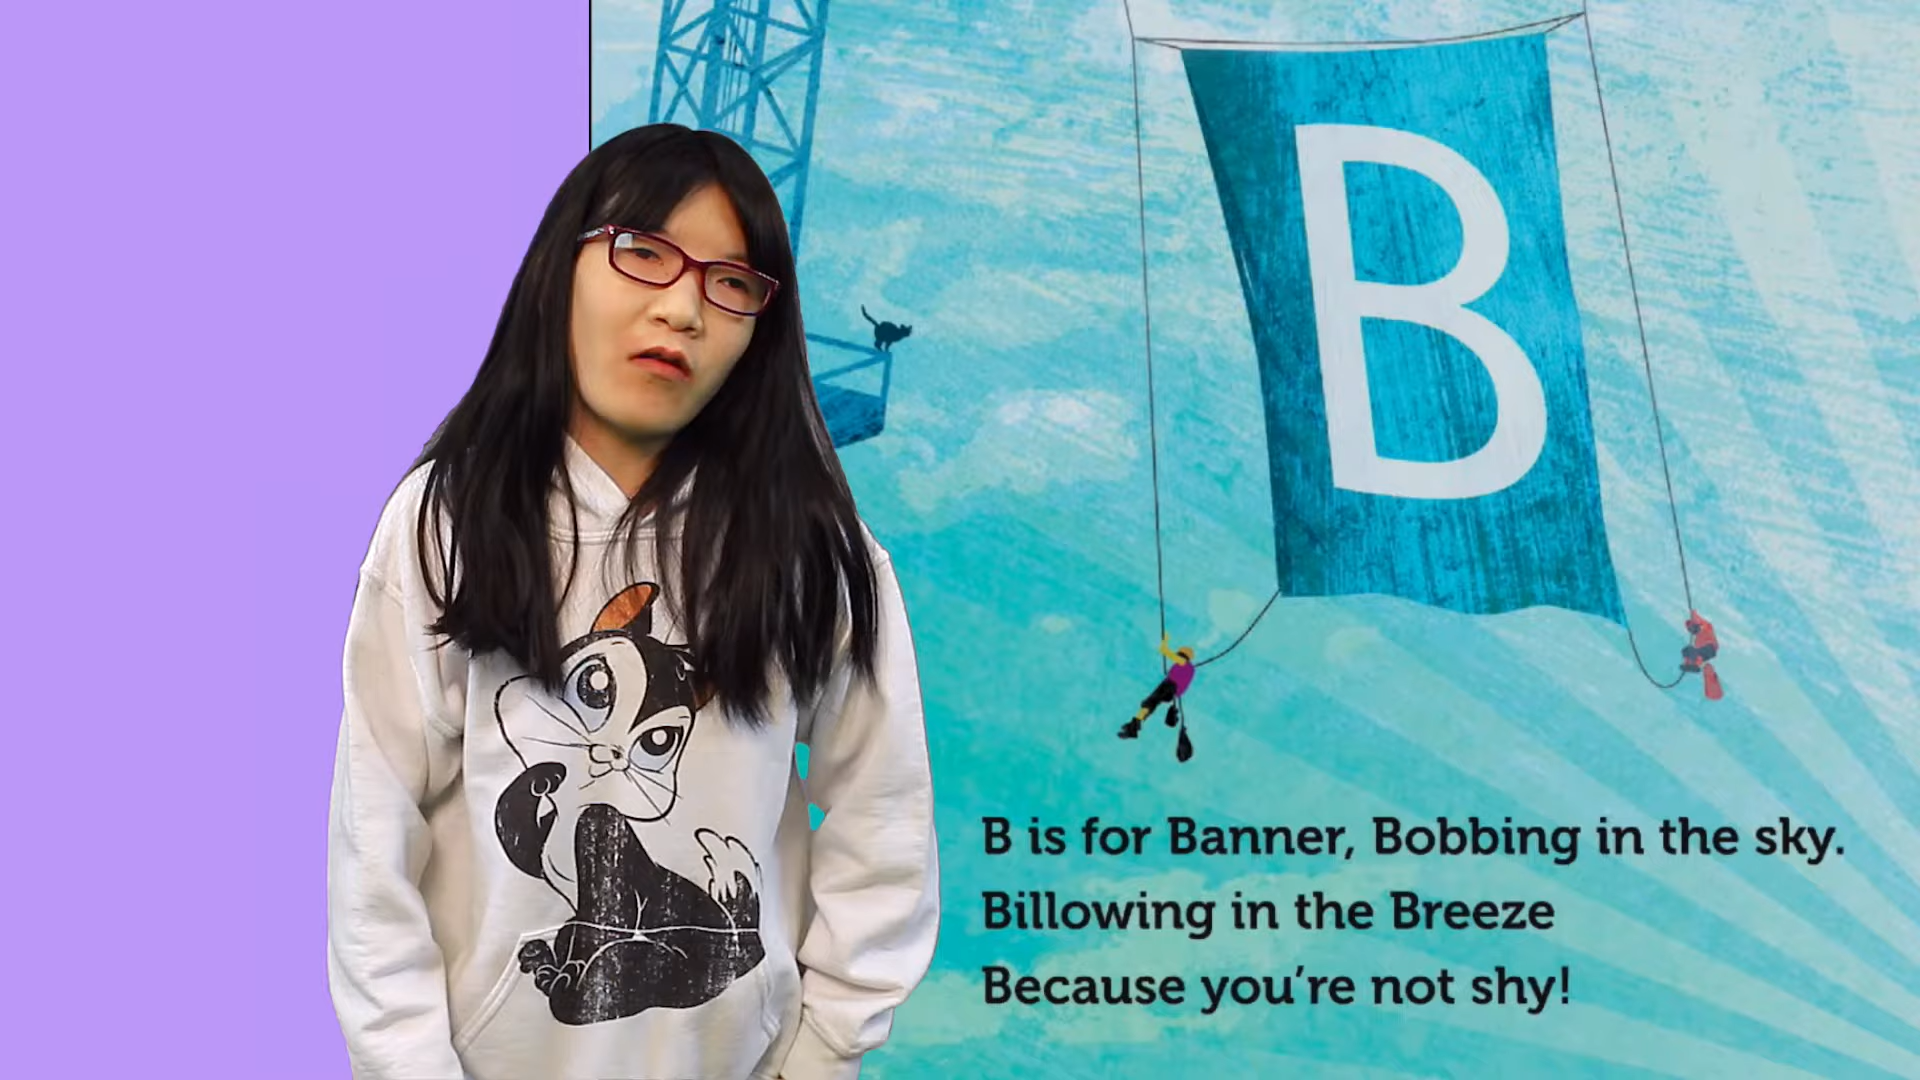 B
B is for Banner, Bobbing in the sky.
Billowing in the Breeze
Because you're not shy!